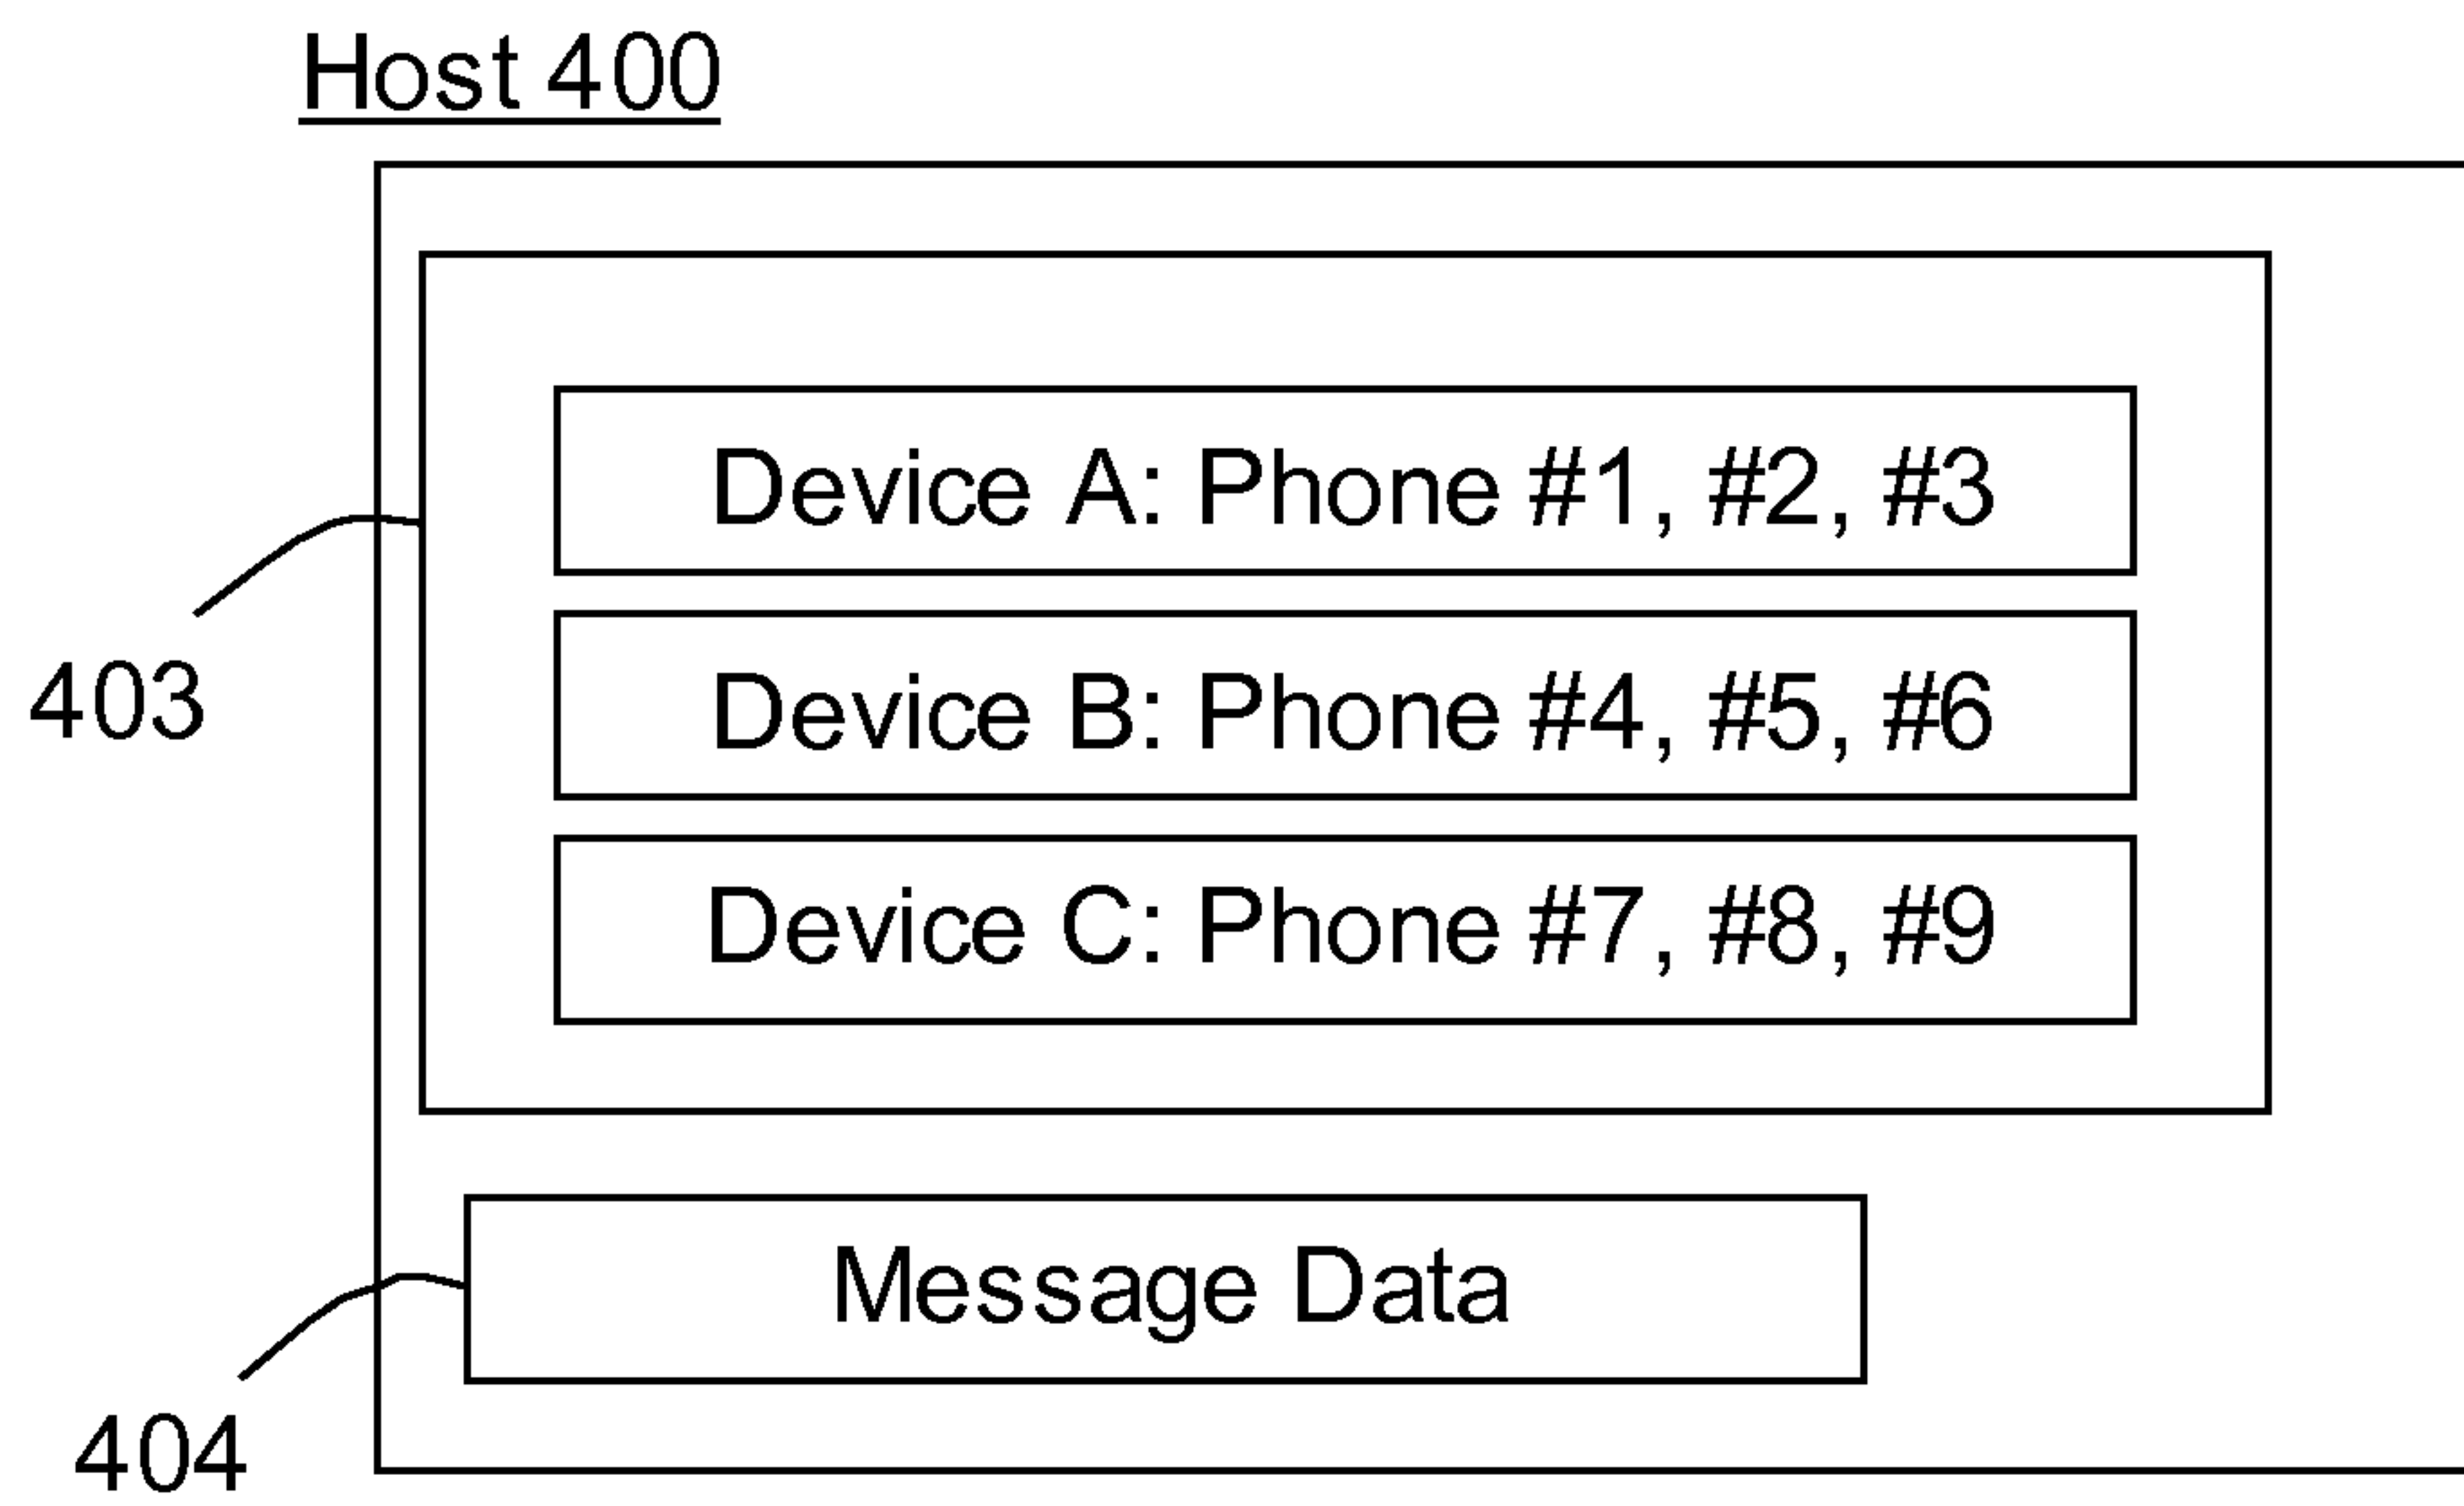 Host 400
Device A: Phone #1, #2, #3
403
Device B: Phone #4, #5, #6
Device C: Phone #7, #8, #9
Message Data
404